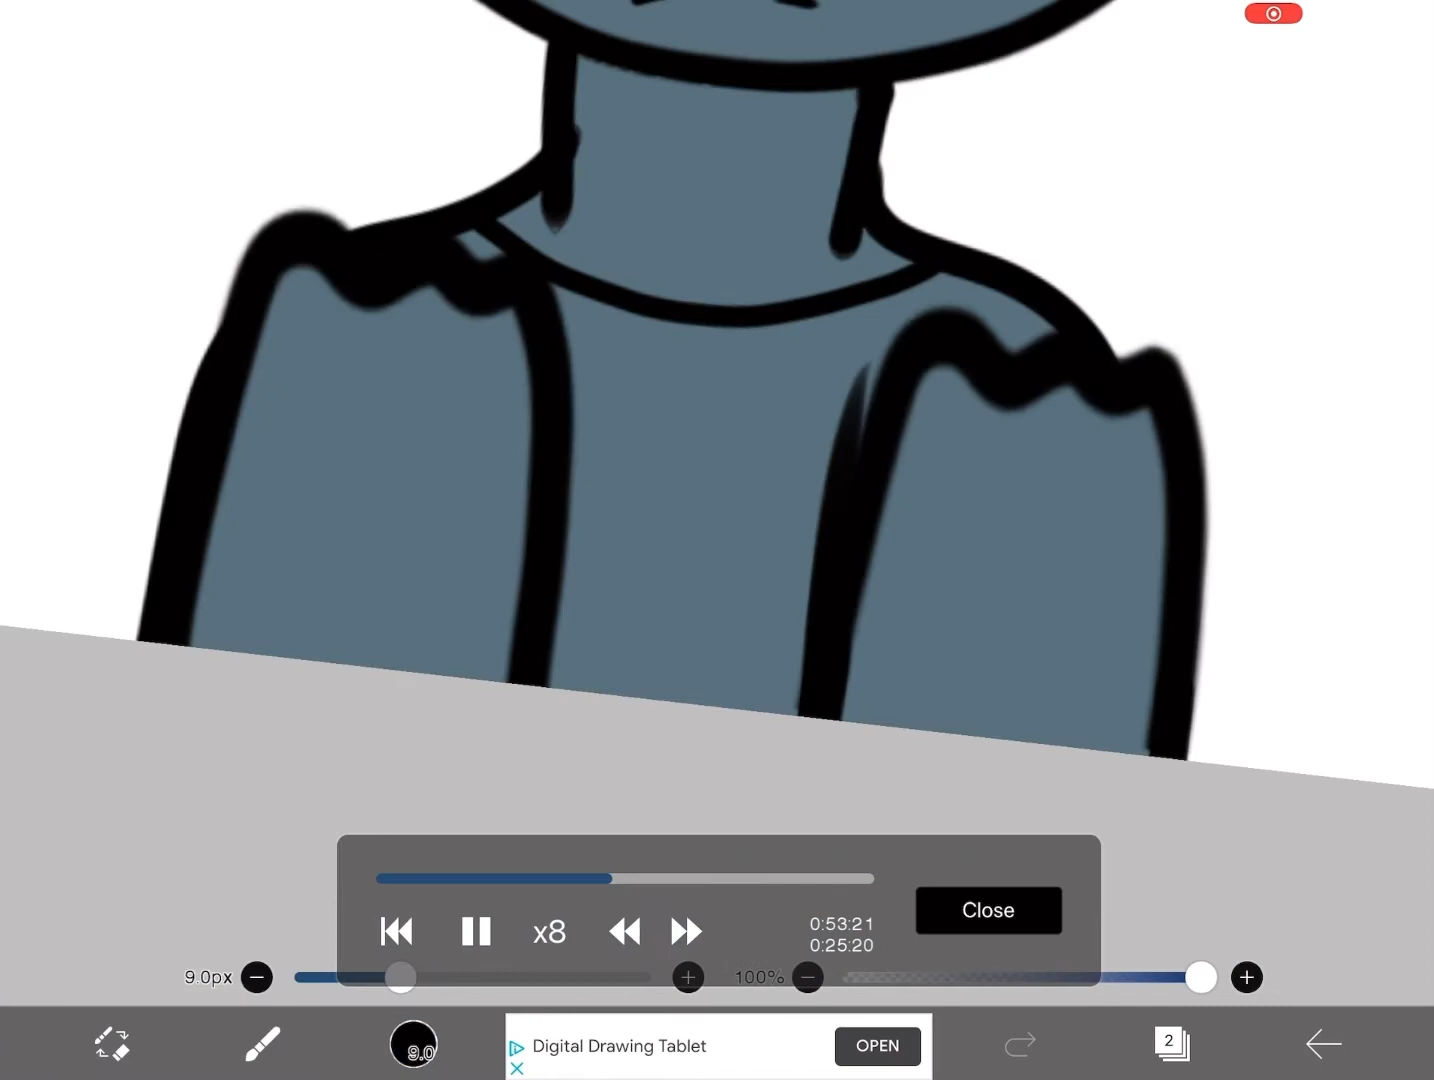 Close
x8
0:53:21
0:25:20
9.0px
100%
9.0
Digital Drawing Tablet
OPEN
2